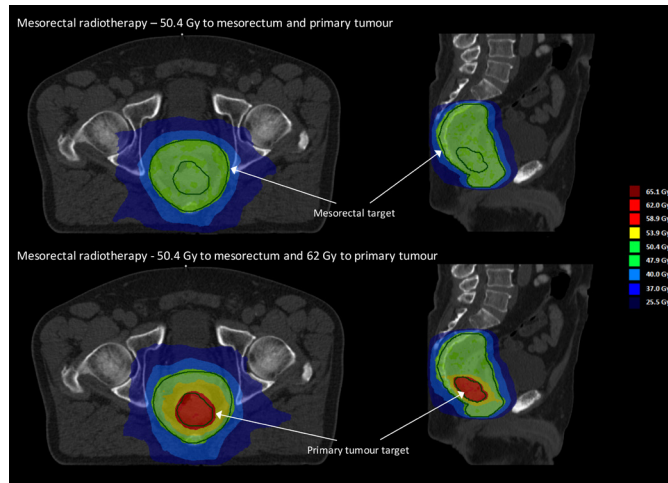 Mesorectal radiotherapy – 50.4 Gy to mesorectum and primary tumour
Mesorectal target
65.1 Gy
62.0 Gy
58.9 Gy
53.9 Gy
50.4 Gy
47.9 Gy
40.0 Gy
37.0 Gy
25.5 Gy
Mesorectal radiotherapy - 50.4 Gy to mesorectum and 62 Gy to primary tumour
Primary tumour target